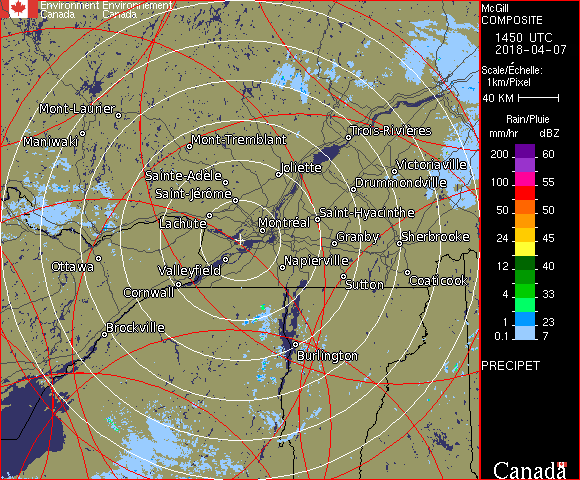 Environment Environnement
Canada Canada
McGill
COMPOSITE
1450 UTC
2018-04-07
Scale/Échelle:
1km/Pixel
40 KM
Rain/Pluie
mm/hr dBZ
200 60
150 57
100 55
50 50
24 45
12 40
4 33
1 23
0.1 7
PRECIPET
Canada
Mont-Laurier
Maniwaki
Mont-Tremblant
Trois-Rivières
Joliette
Victoriaville
Sainte-Adèle
Drummondville
Saint-Jérôme
Lachute
Montréal
Saint-Hyacinthe
Granby
Sherbrooke
Ottawa
Valleyfield
Napierville
Cornwall
Sutton
Coaticook
Brockville
Burlington